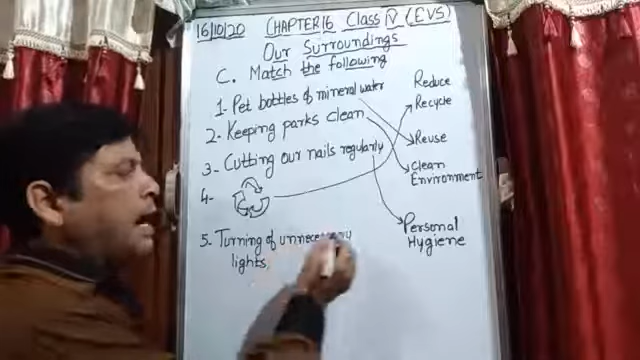 16/10/20 CHAPTER 16 Class IV (EVS)
Our Surroundings
C. Match the following
1- Pet bottles of mineral water
2- Keeping parks clean
3- Cutting our nails regularly
4-
5- Turning of unnecessary
lights,
Reduce
Recycle
Reuse
Clean
Environment
Personal
Hygiene